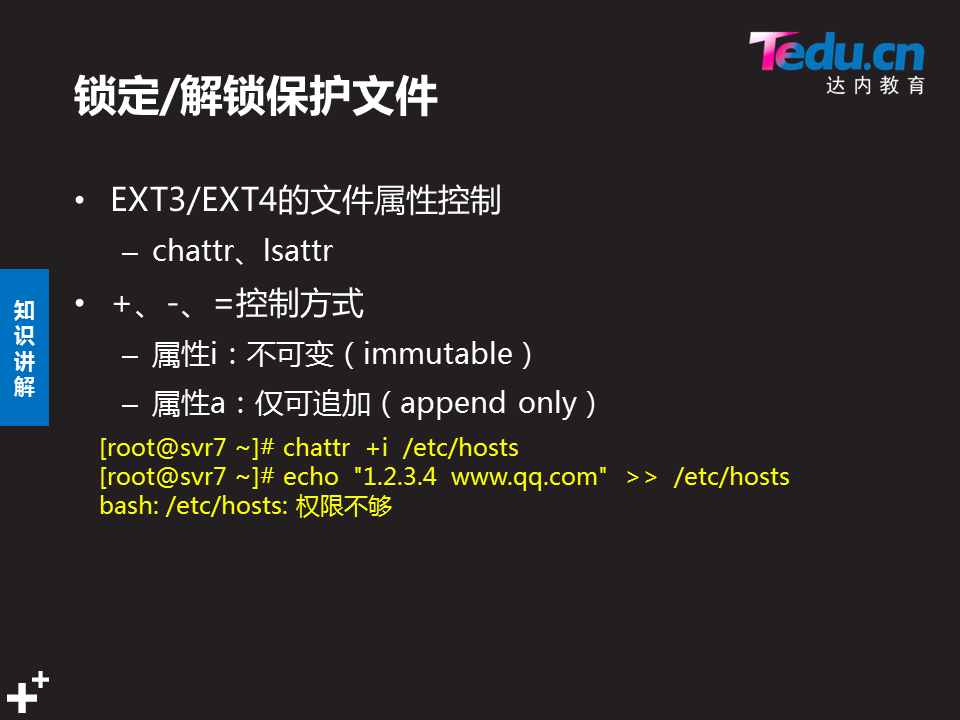 Tedu.cn
达内教育
锁定/解锁保护文件
• EXT3/EXT4的文件属性控制
– chattr、lsattr
• +、-、=控制方式
– 属性i：不可变（immutable）
– 属性a：仅可追加（append only）
[root@svr7 ~]# chattr +i /etc/hosts
[root@svr7 ~]# echo "1.2.3.4 www.qq.com" >> /etc/hosts
bash: /etc/hosts: 权限不够
知识讲解